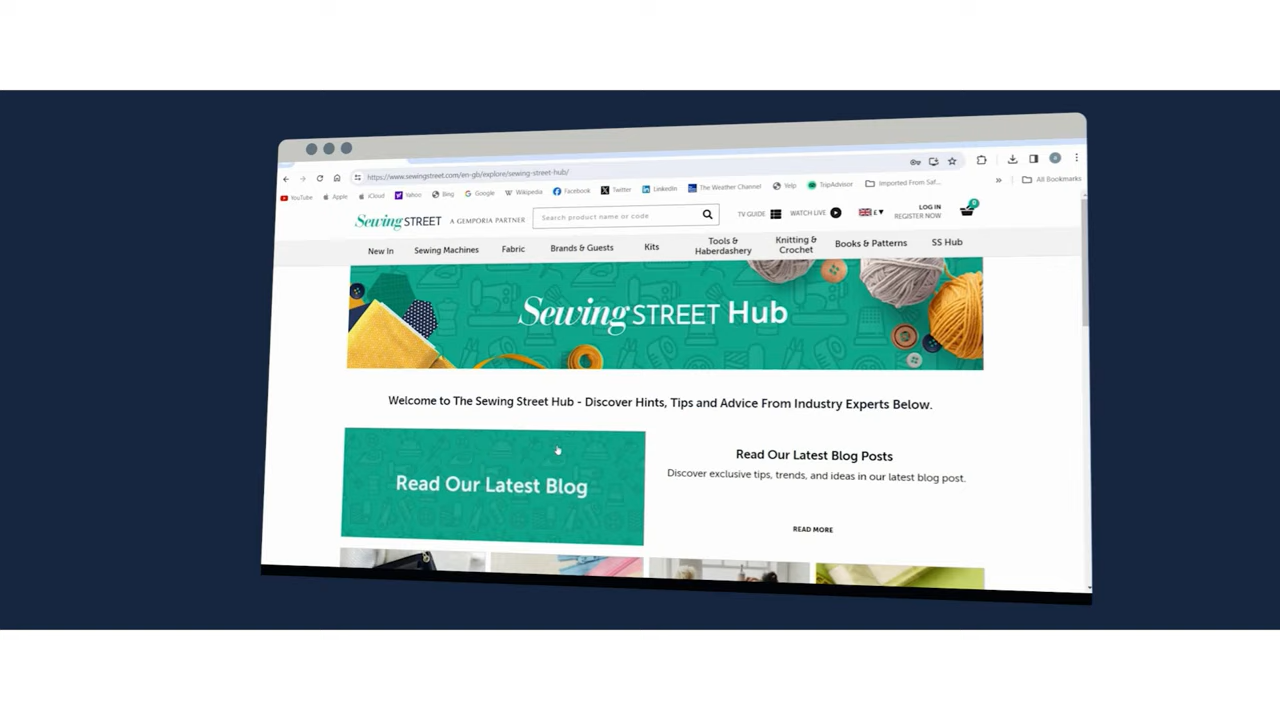 https://www.sewingstreet.com/en-gb/explore/sewing-street-hub/
YouTube Apple iCloud Yahoo Bing Google Wikipedia Facebook Twitter LinkedIn The Weather Channel Yelp TripAdvisor Imported From Saf... » All Bookmarks
Sewing STREET A GEMPORIA PARTNER Search product name or code TV GUIDE WATCH LIVE £ LOG IN
REGISTER NOW
0
New In Sewing Machines Fabric Brands & Guests Kits Tools & Haberdashery Knitting & Crochet Books & Patterns SS Hub
Sewing STREET Hub
Welcome to The Sewing Street Hub - Discover Hints, Tips and Advice From Industry Experts Below.
Read Our Latest Blog
Read Our Latest Blog Posts
Discover exclusive tips, trends, and ideas in our latest blog post.
READ MORE